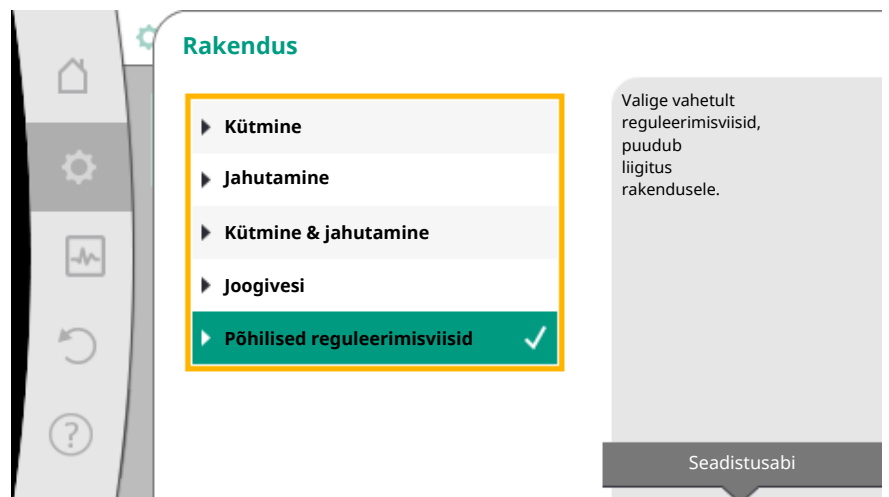 Rakendus
Kütmine
Jahutamine
Kütmine & jahutamine
Joogivesi
Põhilised reguleerimisviisid
Valige vahetult
reguleerimisviisid,
puudub
liigitus
rakendusele.
Seadistusabi
?